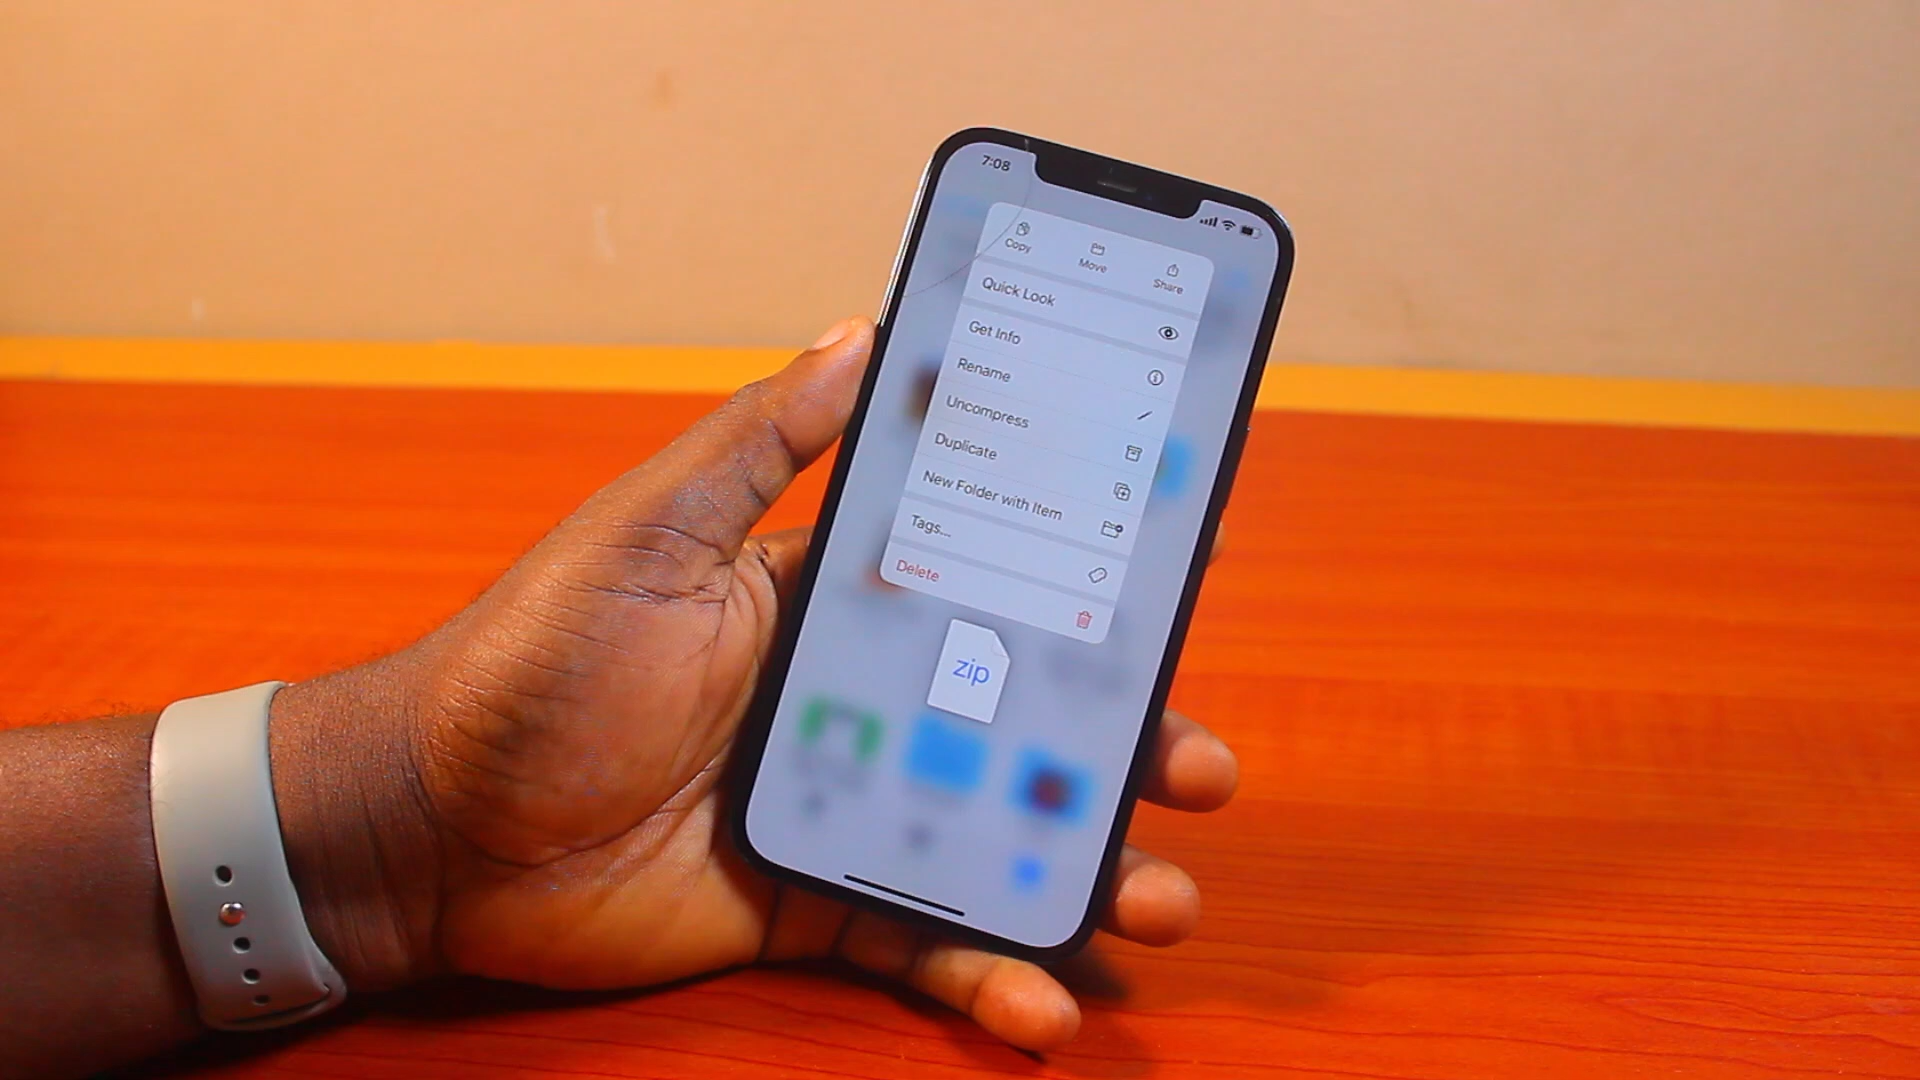 7:08
Copy
Move
Share
Quick Look
Get Info
Rename
Uncompress
Duplicate
New Folder with Item
Tags...
Delete
zip